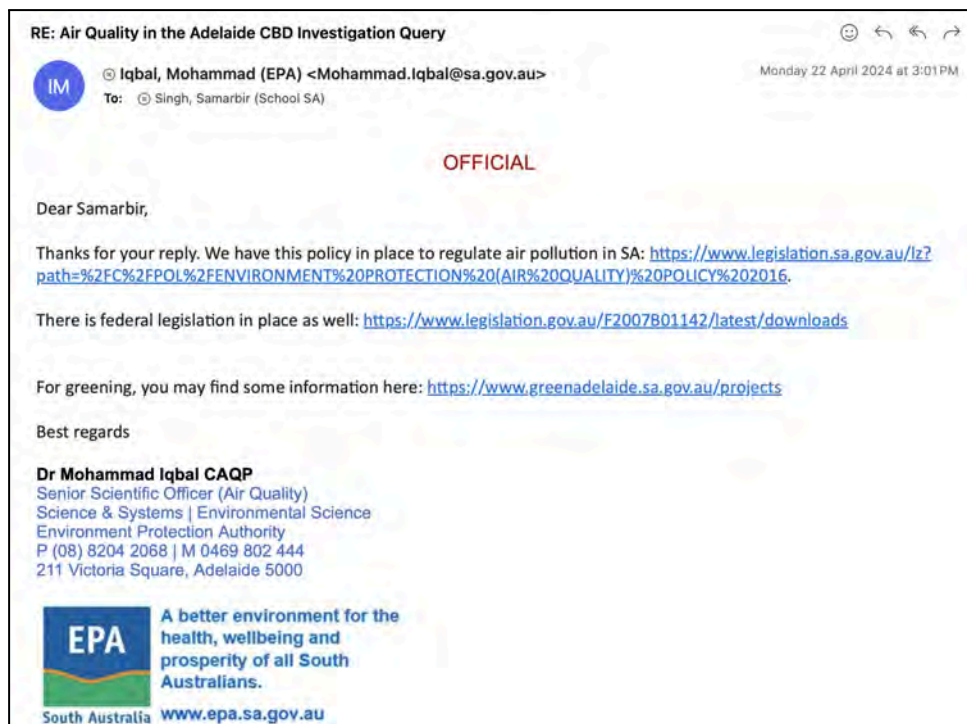 RE: Air Quality in the Adelaide CBD Investigation Query
IM
Iqbal, Mohammad (EPA) <Mohammad.Iqbal@sa.gov.au>
Monday 22 April 2024 at 3:01 PM
To: Singh, Samarbir (School SA)
OFFICIAL
Dear Samarbir,
Thanks for your reply. We have this policy in place to regulate air pollution in SA: https://www.legislation.sa.gov.au/lz?
path=%2FC%2FPOL%2FENVIRONMENT%20PROTECTION%20(AIR%20QUALITY)%20POLICY%202016.
There is federal legislation in place as well: https://www.legislation.gov.au/F2007B01142/latest/downloads
For greening, you may find some information here: https://www.greenadelaide.sa.gov.au/projects
Best regards
Dr Mohammad Iqbal CAQP
Senior Scientific Officer (Air Quality)
Science & Systems | Environmental Science
Environment Protection Authority
P (08) 8204 2068 | M 0469 802 444
211 Victoria Square, Adelaide 5000
EPA
South Australia
A better environment for the
health, wellbeing and
prosperity of all South
Australians.
www.epa.sa.gov.au